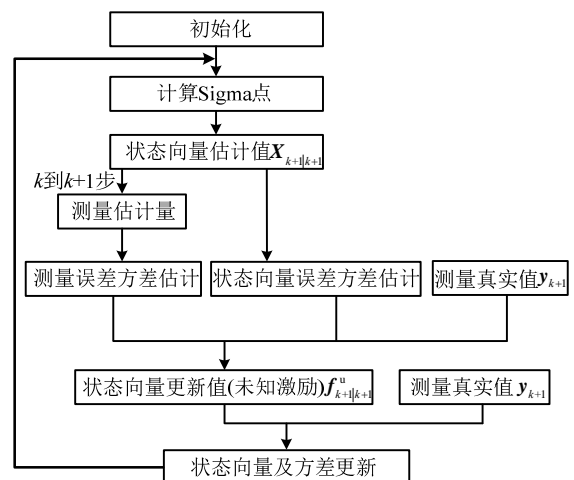 初始化
计算Sigma点
状态向量估计值X_{k+1|k+1}
k到k+1步
测量估计量
测量误差方差估计
状态向量误差方差估计
测量真实值y_{k+1}
状态向量更新值(未知激励)f^u_{k+1|k+1}
测量真实值 y_{k+1}
状态向量及方差更新